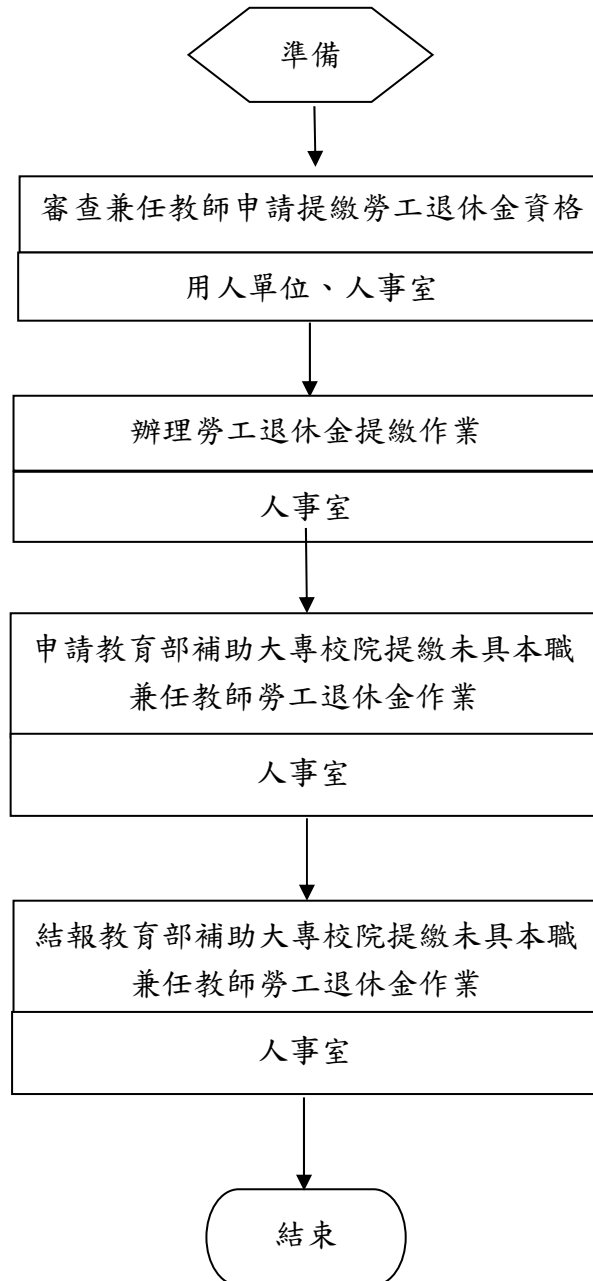 準備
審查兼任教師申請提繳勞工退休金資格
用人單位、人事室
辦理勞工退休金提繳作業
人事室
申請教育部補助大專校院提繳未具本職
兼任教師勞工退休金作業
人事室
結報教育部補助大專校院提繳未具本職
兼任教師勞工退休金作業
人事室
結束